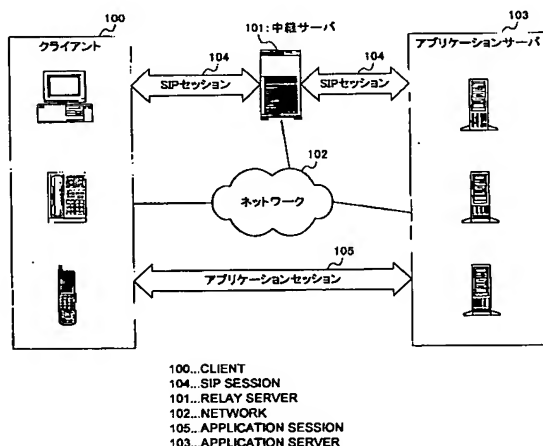 100
クライアント
101:中継サーバ
103
アプリケーションサーバ
104
SIPセッション
104
SIPセッション
102
ネットワーク
105
アプリケーションセッション
100...CLIENT
104...SIP SESSION
101...RELAY SERVER
102...NETWORK
105...APPLICATION SESSION
103...APPLICATION SERVER